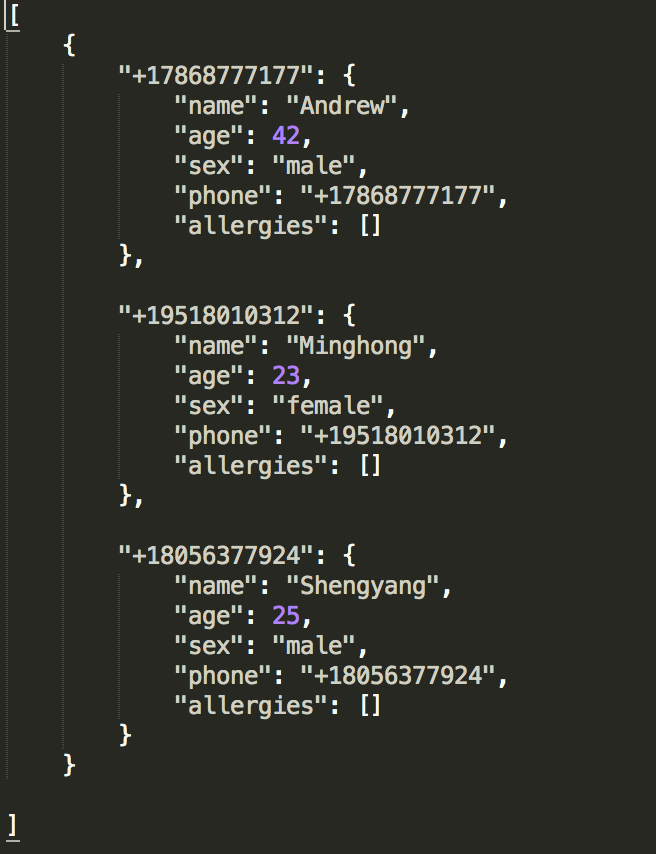 [
    {
        "+17868777177": {
            "name": "Andrew",
            "age": 42,
            "sex": "male",
            "phone": "+17868777177",
            "allergies": []
        },

        "+19518010312": {
            "name": "Minghong",
            "age": 23,
            "sex": "female",
            "phone": "+19518010312",
            "allergies": []
        },

        "+18056377924": {
            "name": "Shengyang",
            "age": 25,
            "sex": "male",
            "phone": "+18056377924",
            "allergies": []
        }
    }

]